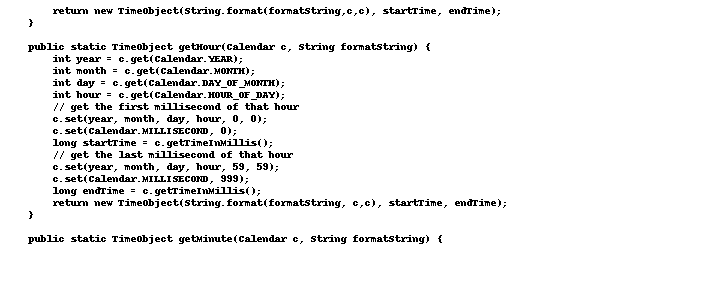 return new TimeObject(String.format(formatString,c,c), startTime, endTime);
}
public static TimeObject getHour(Calendar c, String formatString) {
int year = c.get(Calendar.YEAR);
int month = c.get(Calendar.MONTH);
int day = c.get(Calendar.DAY_OF_MONTH);
int hour = c.get(Calendar.HOUR_OF_DAY);
// get the first millisecond of that hour
c.set(year, month, day, hour, 0, 0);
c.set(Calendar.MILLISECOND, 0);
long startTime = c.getTimeInMillis();
// get the last millisecond of that hour
c.set(year, month, day, hour, 59, 59);
c.set(Calendar.MILLISECOND, 999);
long endTime = c.getTimeInMillis();
return new TimeObject(String.format(formatString, c,c), startTime, endTime);
}
public static TimeObject getMinute(Calendar c, String formatString) {